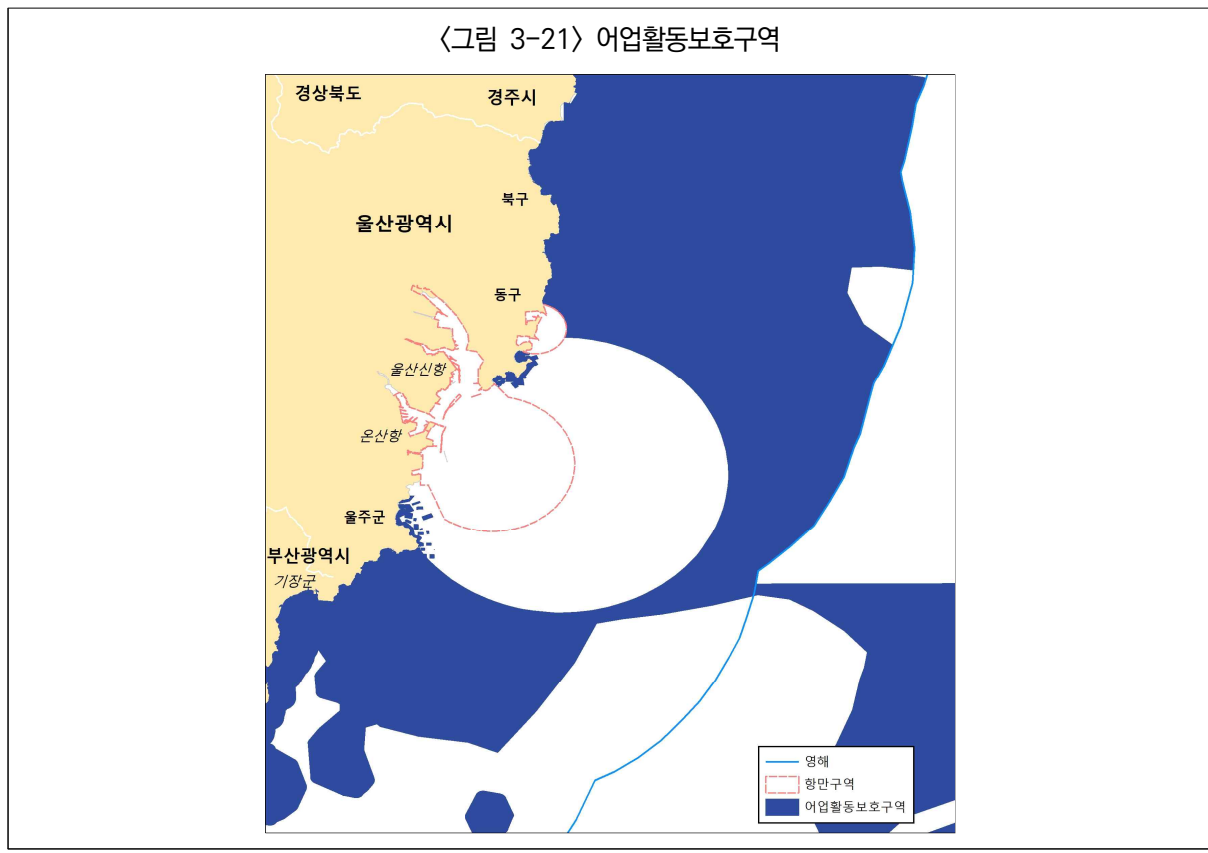 〈그림 3-21〉 어업활동보호구역
경상북도
경주시
북구
울산광역시
동구
울산신항
온산항
울주군
부산광역시
기장군
영해
항만구역
어업활동보호구역